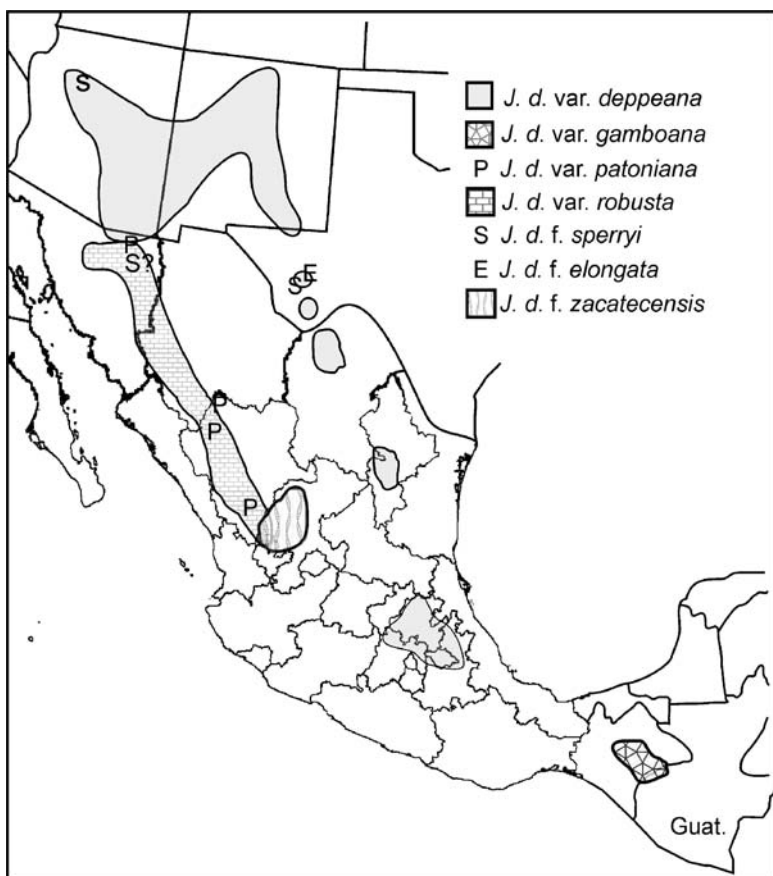 S
J. d. var. deppeana
J. d. var. gamboana
P J. d. var. patoniana
J. d. var. robusta
S J. d. f. sperryi
E J. d. f. elongata
J. d. f. zacatecensis
P
S?
E
S
P
P
P
Guat.